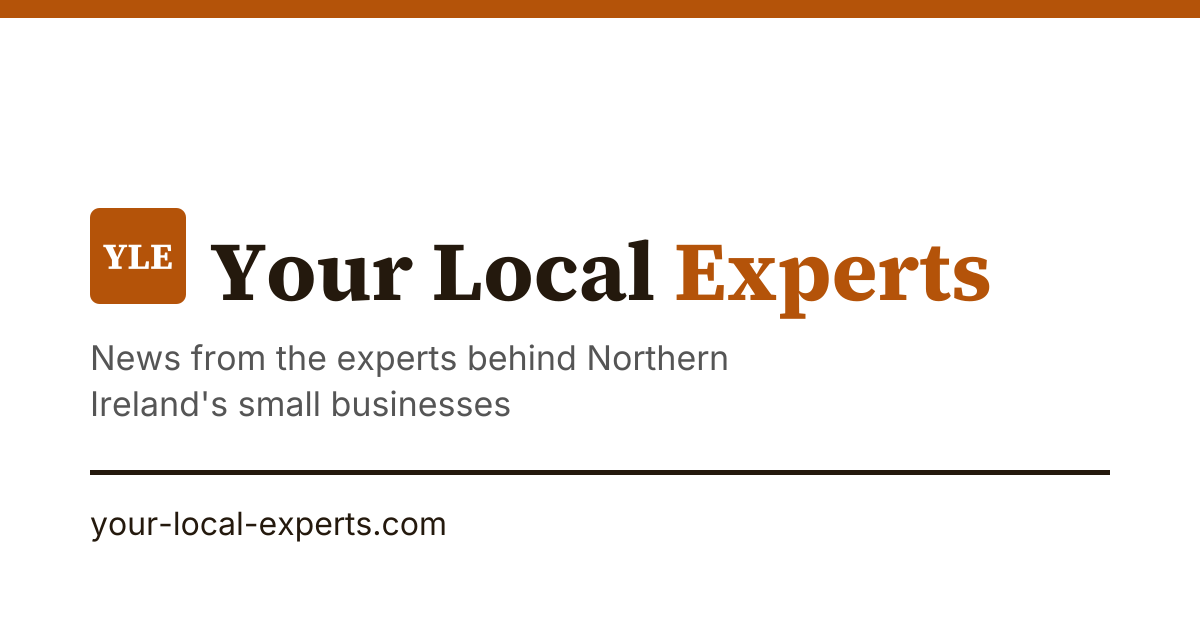 YLE
Your Local Experts
News from the experts behind Northern
Ireland's small businesses
your-local-experts.com